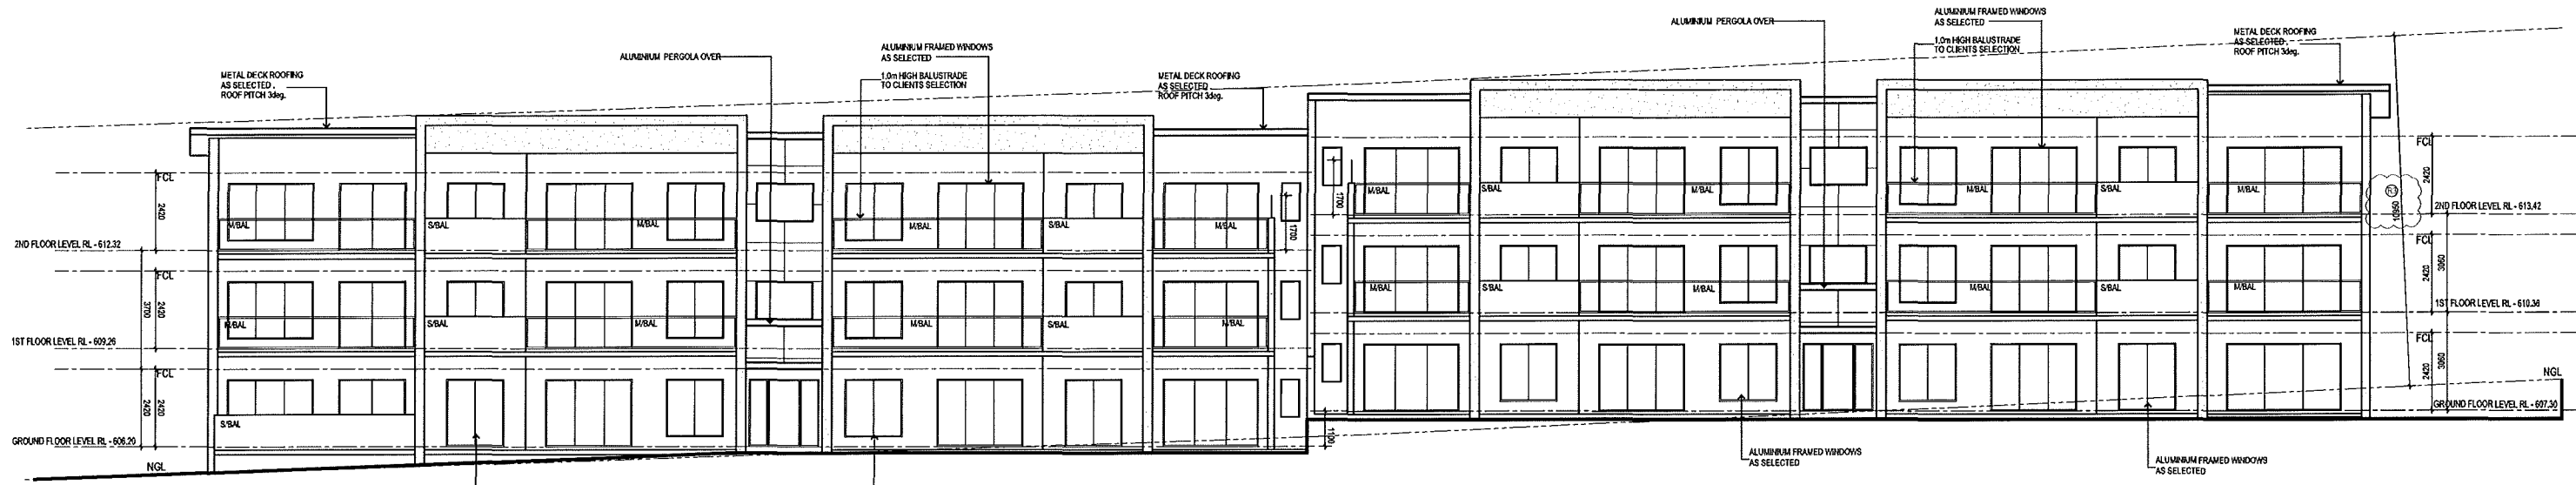 METAL DECK ROOFING
AS SELECTED .
ROOF PITCH 3deg.
ALUMINIUM PERGOLA OVER
ALUMINIUM FRAMED WINDOWS
AS SELECTED
1.0m HIGH BALUSTRADE
TO CLIENTS SELECTION
METAL DECK ROOFING
AS SELECTED
ROOF PITCH 3deg.
ALUMINIUM PERGOLA OVER
ALUMINIUM FRAMED WINDOWS
AS SELECTED
1.0m HIGH BALUSTRADE
TO CLIENTS SELECTION
METAL DECK ROOFING
AS SELECTED
ROOF PITCH 3deg.
FCL
2420
2ND FLOOR LEVEL RL - 612.32
M/BAL
S/BAL
M/BAL
M/BAL
S/BAL
M/BAL
1700
1700
M/BAL
S/BAL
M/BAL
M/BAL
S/BAL
M/BAL
FCL
2420
10950
2ND FLOOR LEVEL RL - 613.42
FCL
2420
3700
1ST FLOOR LEVEL RL - 609.26
M/BAL
S/BAL
M/BAL
M/BAL
S/BAL
M/BAL
M/BAL
S/BAL
M/BAL
M/BAL
S/BAL
M/BAL
FCL
2420
3060
1ST FLOOR LEVEL RL - 610.36
FCL
2420
2420
GROUND FLOOR LEVEL RL - 606.20
S/BAL
1100
FCL
2420
3060
NGL
GROUND FLOOR LEVEL RL - 607.30
NGL
ALUMINIUM FRAMED WINDOWS
AS SELECTED
ALUMINIUM FRAMED WINDOWS
AS SELECTED